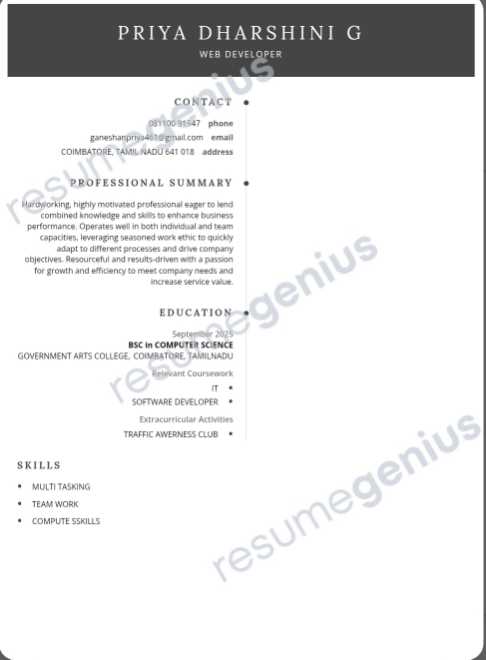 PRIYA DHARSHINI G
WEB DEVELOPER
CONTACT
phone
ganeshanpriya461@gmail.com email
COIMBATORE, TAMIL NADU 641 018 address
PROFESSIONAL SUMMARY
Hardworking, highly motivated professional eager to lend
combined knowledge and skills to enhance business
performance. Operates well in both individual and team
capacities, leveraging seasoned work ethic to quickly
adapt to different processes and drive company
objectives. Resourceful and results-driven with a passion
for growth and efficiency to meet company needs and
increase service value.
EDUCATION
September 2025
BSC in COMPUTER SCIENCE
GOVERNMENT ARTS COLLEGE, COIMBATORE, TAMILNADU
Relevant Coursework
IT
SOFTWARE DEVELOPER
Extracurricular Activities
TRAFFIC AWERNESS CLUB
SKILLS
MULTI TASKING
TEAM WORK
COMPUTE SSKILLS
resumegenius
resumegenius
resumegenius